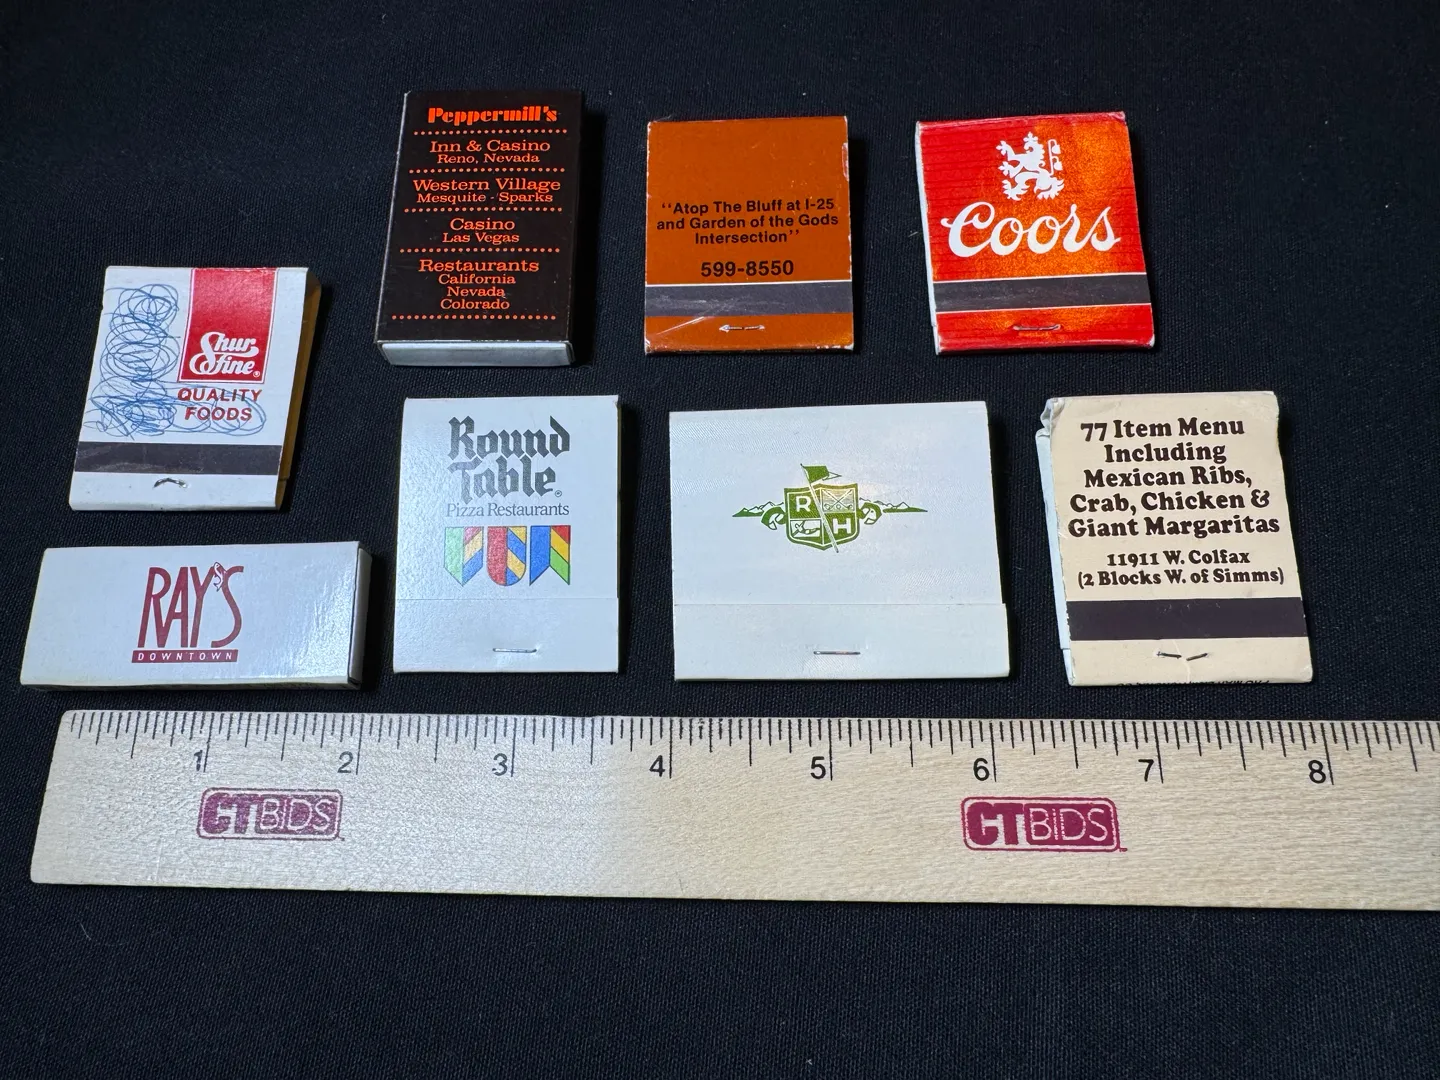 Peppermill's
Inn & Casino
Reno, Nevada
Western Village
Mesquite - Sparks
Casino
Las Vegas
Restaurants
California
Nevada
Colorado
"Atop The Bluff at I-25
and Garden of the Gods
Intersection"
599-8550
Coors
Shur
fine®
QUALITY
FOODS
RAY'S
DOWNTOWN
Round
Table®
Pizza Restaurants
R
H
77 Item Menu
Including
Mexican Ribs,
Crab, Chicken &
Giant Margaritas
11911 W. Colfax
(2 Blocks W. of Simms)
1 2 3 4 5 6 7 8
CTBIDS
CTBIDS